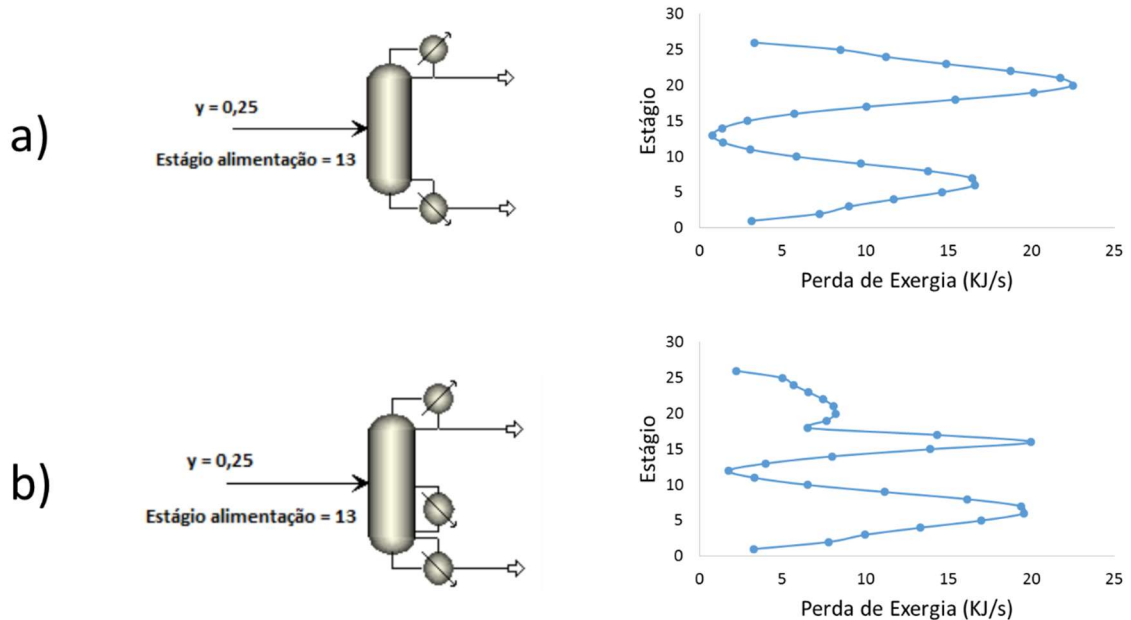 a)
y = 0,25
Estágio alimentação = 13
Estágio
30
25
20
15
10
5
0
0 5 10 15 20 25
Perda de Exergia (KJ/s)
b)
y = 0,25
Estágio alimentação = 13
Estágio
30
25
20
15
10
5
0
0 5 10 15 20 25
Perda de Exergia (KJ/s)